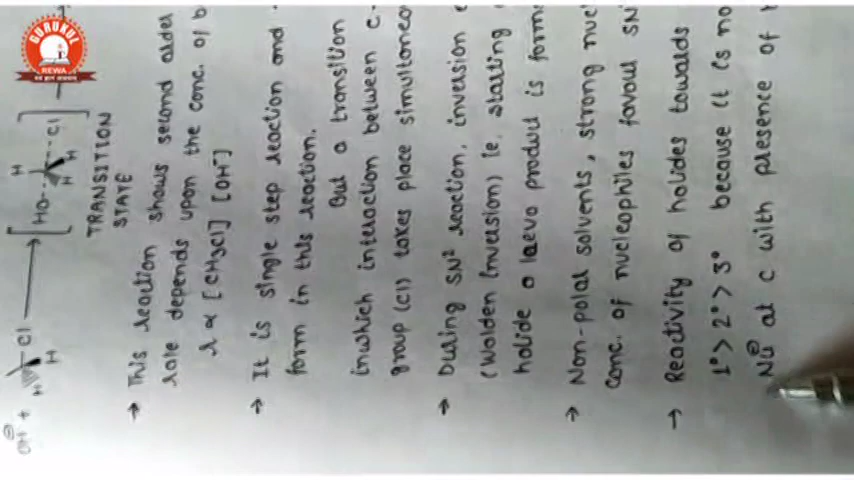 GURUKUL
REWA
OH⊖ + Cl H H → [HO---Cl H H H]
TRANSITION
STATE
→ This reaction shows second order
rate depends upon the conc. of b
r ∝ [CH3Cl] [OH⁻]
→ It is single step reaction and
form in this reaction.
But a transition
inwhich interaction between C-
group (Cl) takes place simultaneo
→ During SN² reaction, inversion
(Walden Inversion) ie. starting
halide a laevo product is form
→ Non-polar solvents, strong nuc
conc. of nucleophiles favour SN
→ Reactivity of halides towards
1° > 2° > 3° because it is no
Nu⊖ at C with presence of